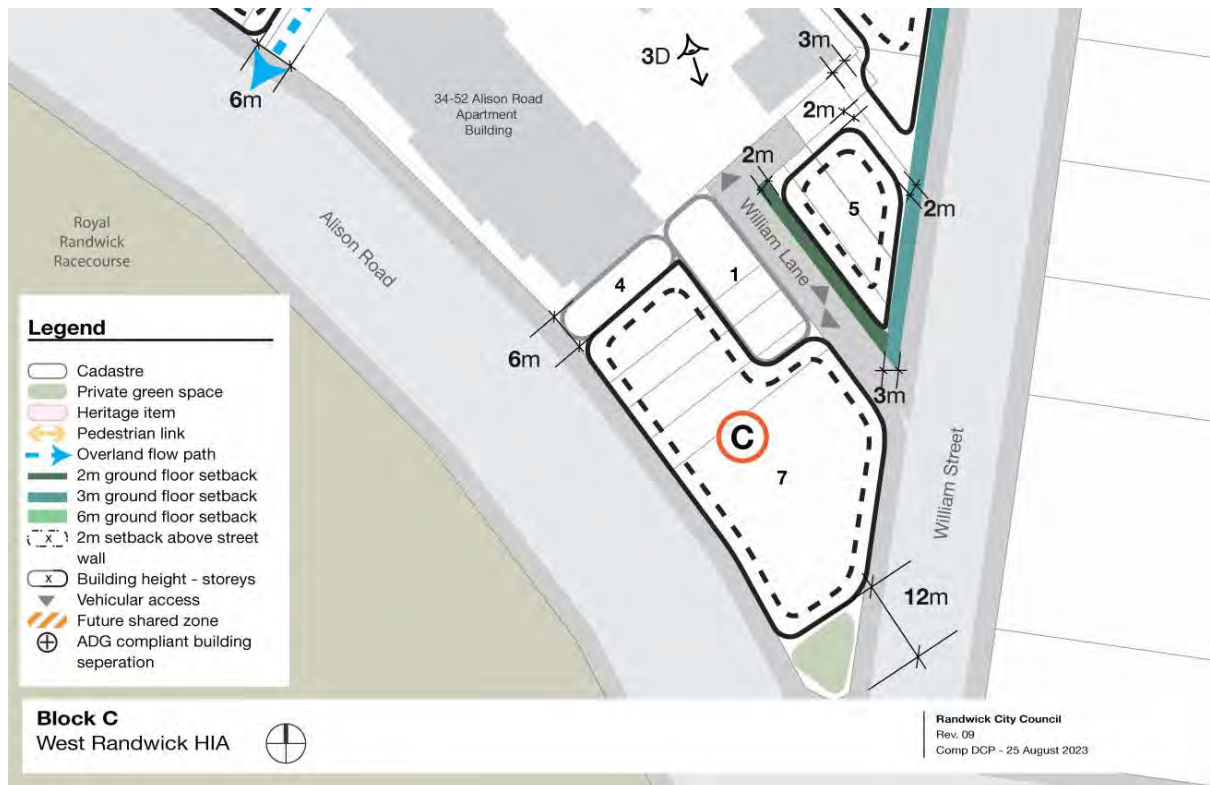 3D
3m
6m
34-52 Alison Road
Apartment
Building
2m
2m
5
2m
Royal
Randwick
Racecourse
Alison Road
William Lane
1
4
6m
3m
C
7
William Street
12m
Legend
Cadastre
Private green space
Heritage item
Pedestrian link
Overland flow path
2m ground floor setback
3m ground floor setback
6m ground floor setback
x 2m setback above street
wall
x Building height - storeys
Vehicular access
Future shared zone
ADG compliant building
seperation
Block C
West Randwick HIA
Randwick City Council
Rev. 09
Comp DCP - 25 August 2023